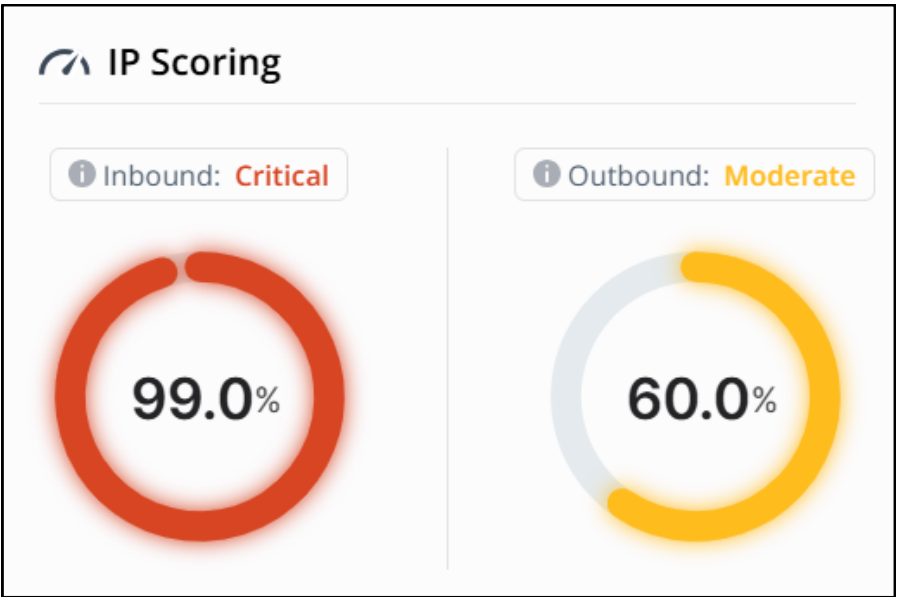 IP Scoring
Inbound: Critical
Outbound: Moderate
99.0%
60.0%